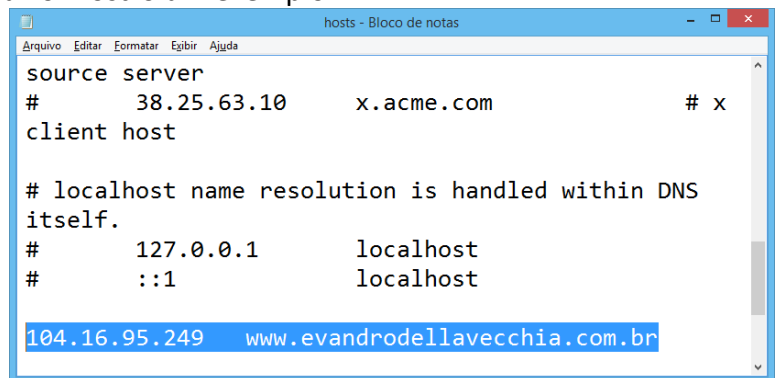 hosts - Bloco de notas
Arquivo Editar Formatar Exibir Ajuda
source server
# 38.25.63.10 x.acme.com # x
client host
# localhost name resolution is handled within DNS
itself.
# 127.0.0.1 localhost
# ::1 localhost
104.16.95.249 www.evandrodellavecchia.com.br